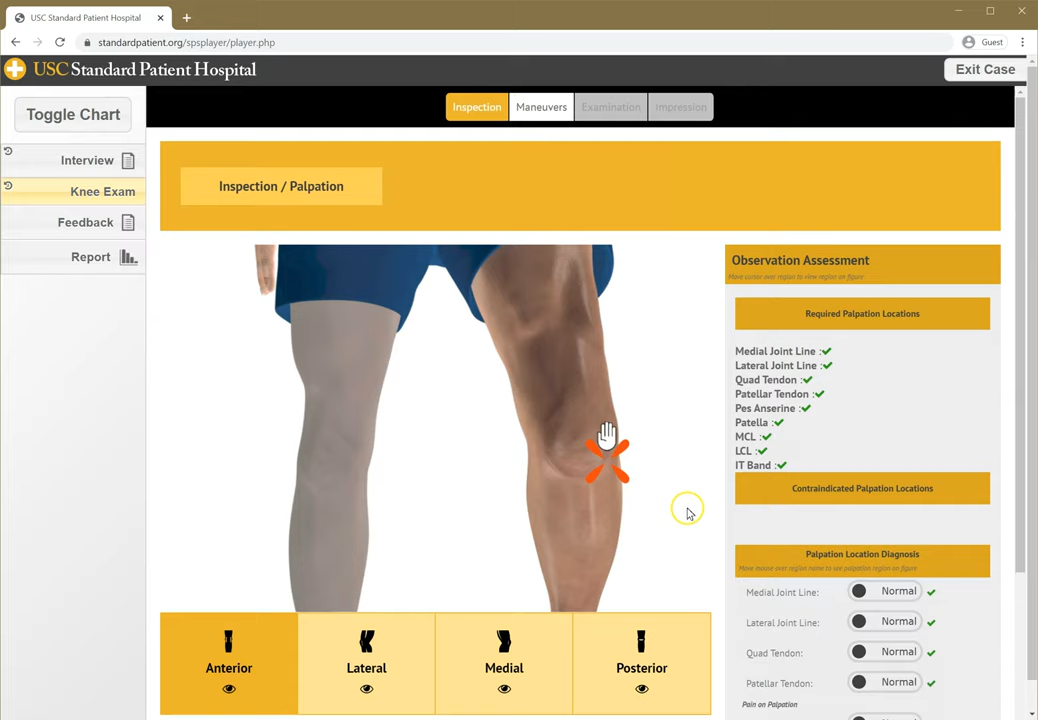 USC Standard Patient Hospital
standardpatient.org/spsplayer/player.php
Guest
USC Standard Patient Hospital
Exit Case
Toggle Chart
Inspection
Maneuvers
Examination
Impression
Interview
Knee Exam
Feedback
Report
Inspection / Palpation
Observation Assessment
Move cursor over region to view region on figure
Required Palpation Locations
Medial Joint Line :
Lateral Joint Line :
Quad Tendon :
Patellar Tendon :
Pes Anserine :
Patella :
MCL :
LCL :
IT Band :
Contraindicated Palpation Locations
Palpation Location Diagnosis
Move mouse over region name to see palpation region on figure
Medial Joint Line: Normal
Lateral Joint Line: Normal
Quad Tendon: Normal
Patellar Tendon: Normal
Pain on Palpation
Anterior
Lateral
Medial
Posterior